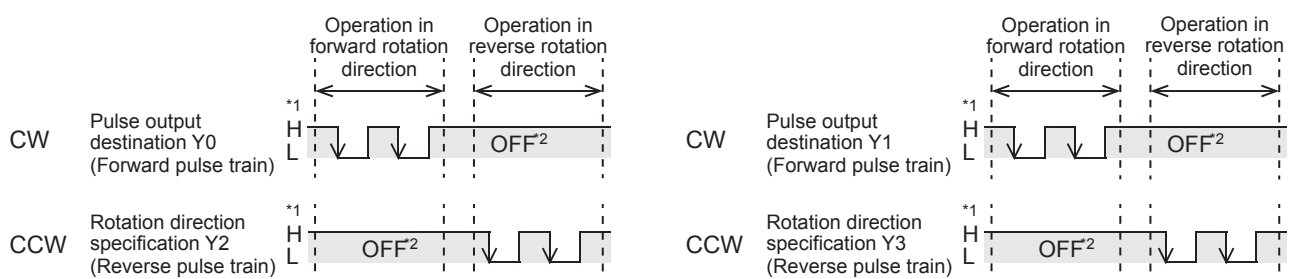 Operation in
forward rotation
direction
Operation in
reverse rotation
direction
CW
Pulse output
destination Y0
(Forward pulse train)
*1
H
L
OFF*2
CCW
Rotation direction
specification Y2
(Reverse pulse train)
*1
H
L
OFF*2
Operation in
forward rotation
direction
Operation in
reverse rotation
direction
CW
Pulse output
destination Y1
(Forward pulse train)
*1
H
L
OFF*2
CCW
Rotation direction
specification Y3
(Reverse pulse train)
*1
H
L
OFF*2